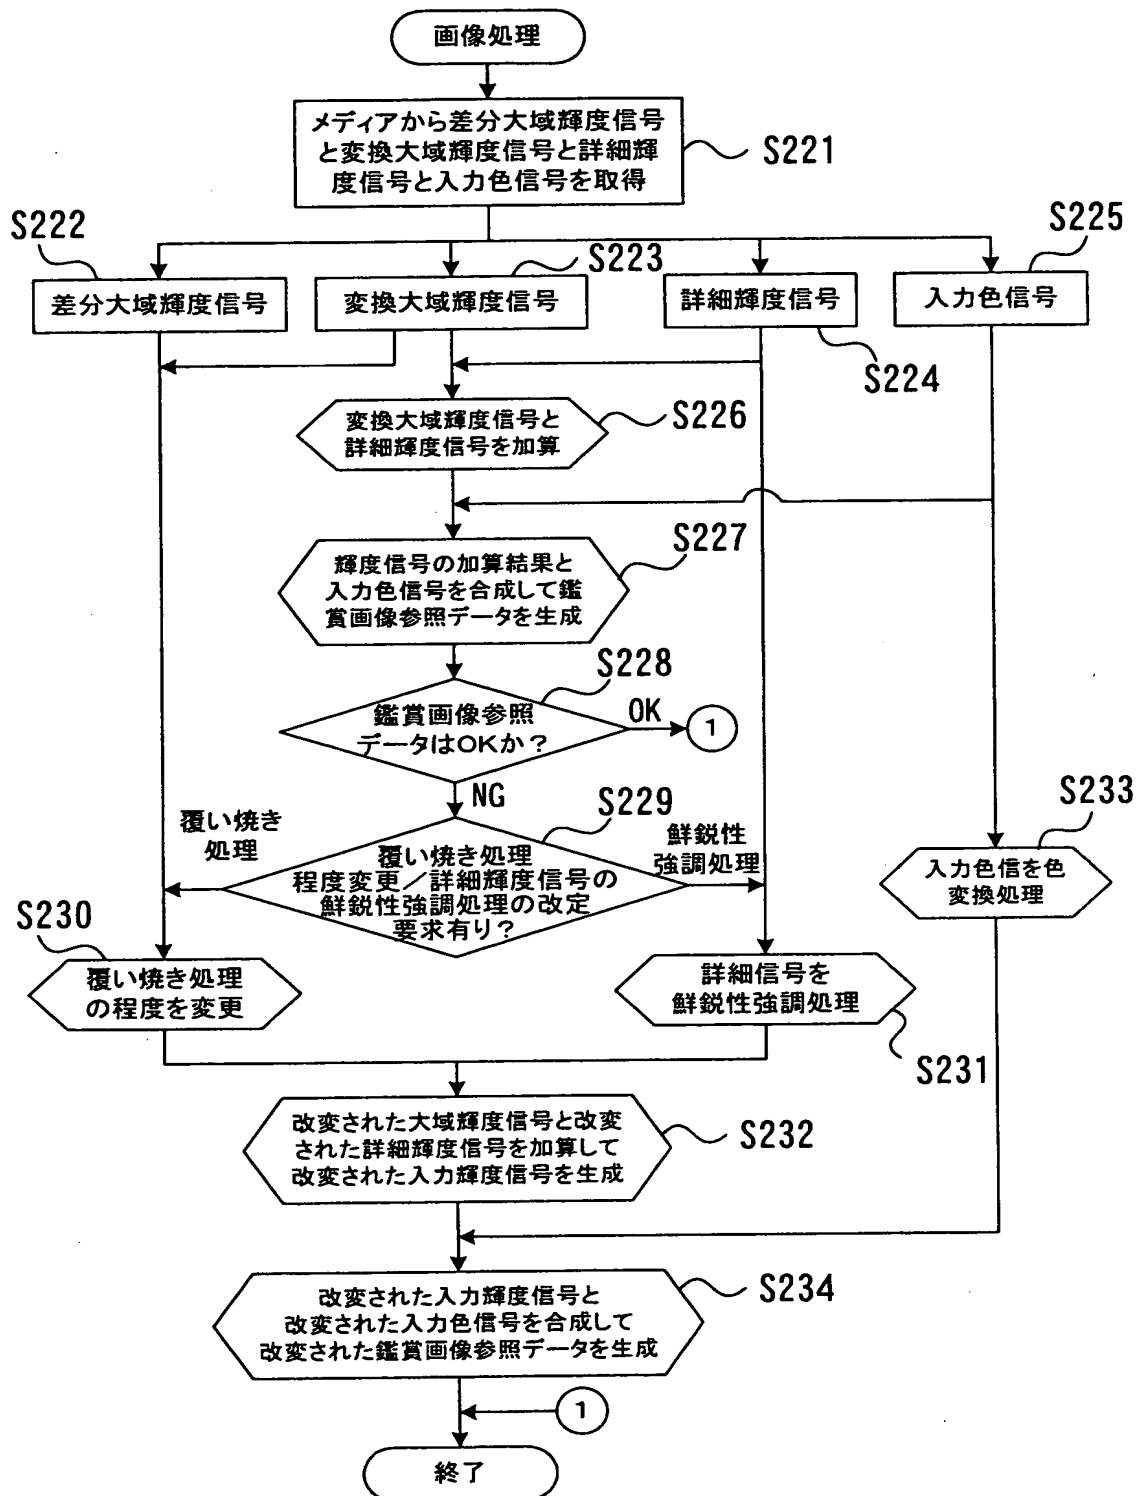 画像処理
メディアから差分大域輝度信号
と変換大域輝度信号と詳細輝
度信号と入力色信号を取得
S221
S222
S223
S225
差分大域輝度信号
変換大域輝度信号
詳細輝度信号
入力色信号
S224
変換大域輝度信号と
詳細輝度信号を加算
S226
輝度信号の加算結果と
入力色信号を合成して鑑
賞画像参照データを生成
S227
S228
鑑賞画像参照
データはOKか？
OK
1
NG
S229
覆い焼き
処理
鮮鋭性
強調処理
覆い焼き処理
程度変更／詳細輝度信号の
鮮鋭性強調処理の改定
要求有り？
S233
入力色信を色
変換処理
S230
覆い焼き処理
の程度を変更
詳細信号を
鮮鋭性強調処理
S231
改変された大域輝度信号と改変
された詳細輝度信号を加算して
改変された入力輝度信号を生成
S232
改変された入力輝度信号と
改変された入力色信号を合成して
改変された鑑賞画像参照データを生成
S234
1
終了